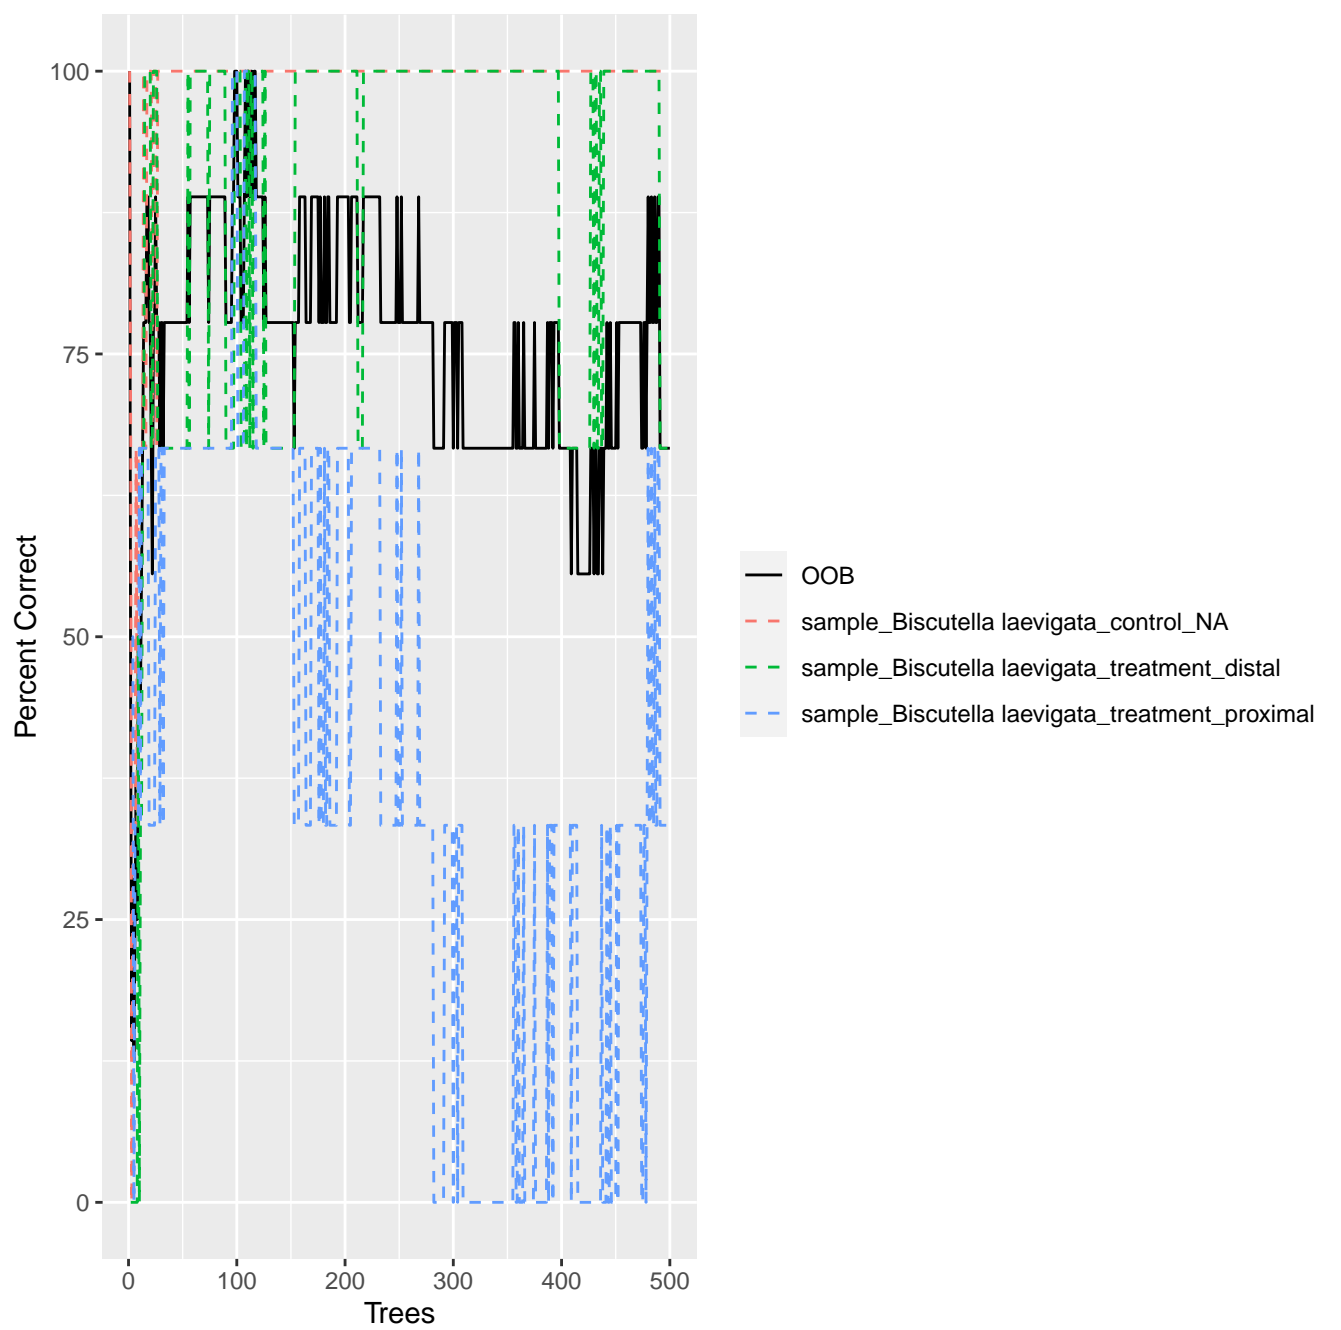 100
75
50
25
0
Percent Correct
0 100 200 300 400 500
Trees
OOB
sample_Biscutella laevigata_control_NA
sample_Biscutella laevigata_treatment_distal
sample_Biscutella laevigata_treatment_proximal